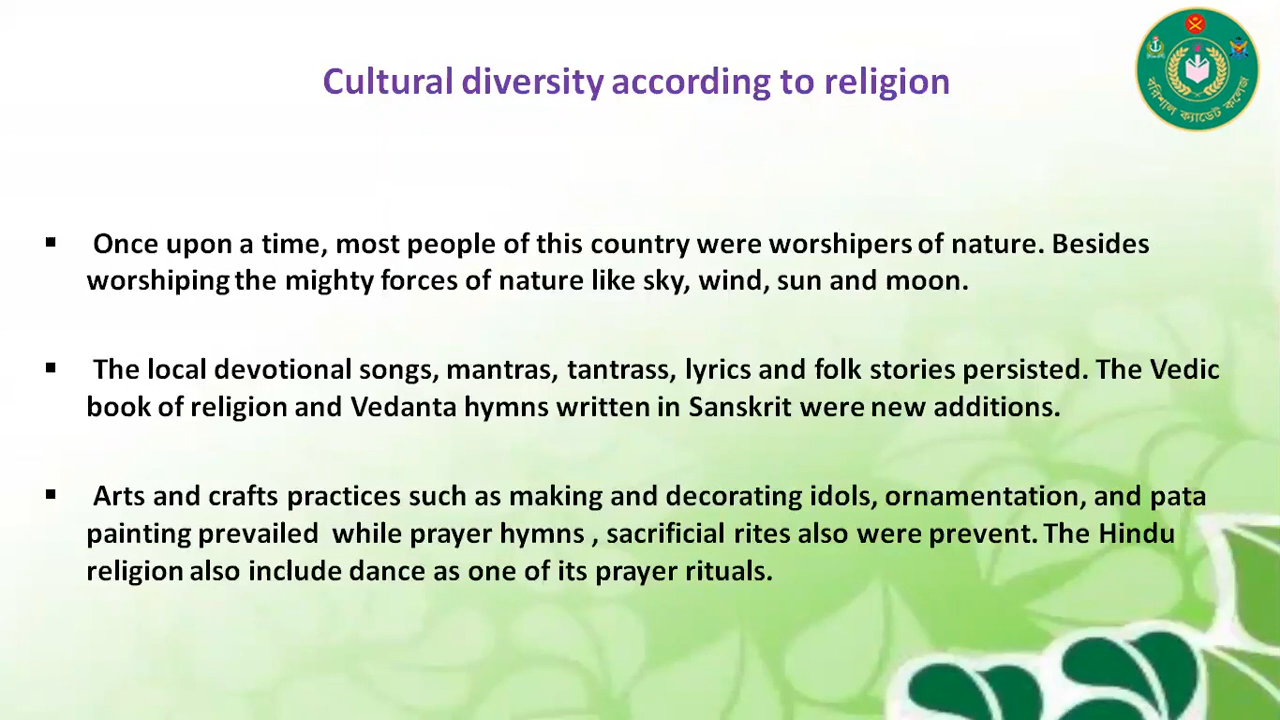 Cultural diversity according to religion
বরিশাল ক্যাডেট কলেজ
▪ Once upon a time, most people of this country were worshipers of nature. Besides
worshiping the mighty forces of nature like sky, wind, sun and moon.
▪ The local devotional songs, mantras, tantrass, lyrics and folk stories persisted. The Vedic
book of religion and Vedanta hymns written in Sanskrit were new additions.
▪ Arts and crafts practices such as making and decorating idols, ornamentation, and pata
painting prevailed while prayer hymns , sacrificial rites also were prevent. The Hindu
religion also include dance as one of its prayer rituals.